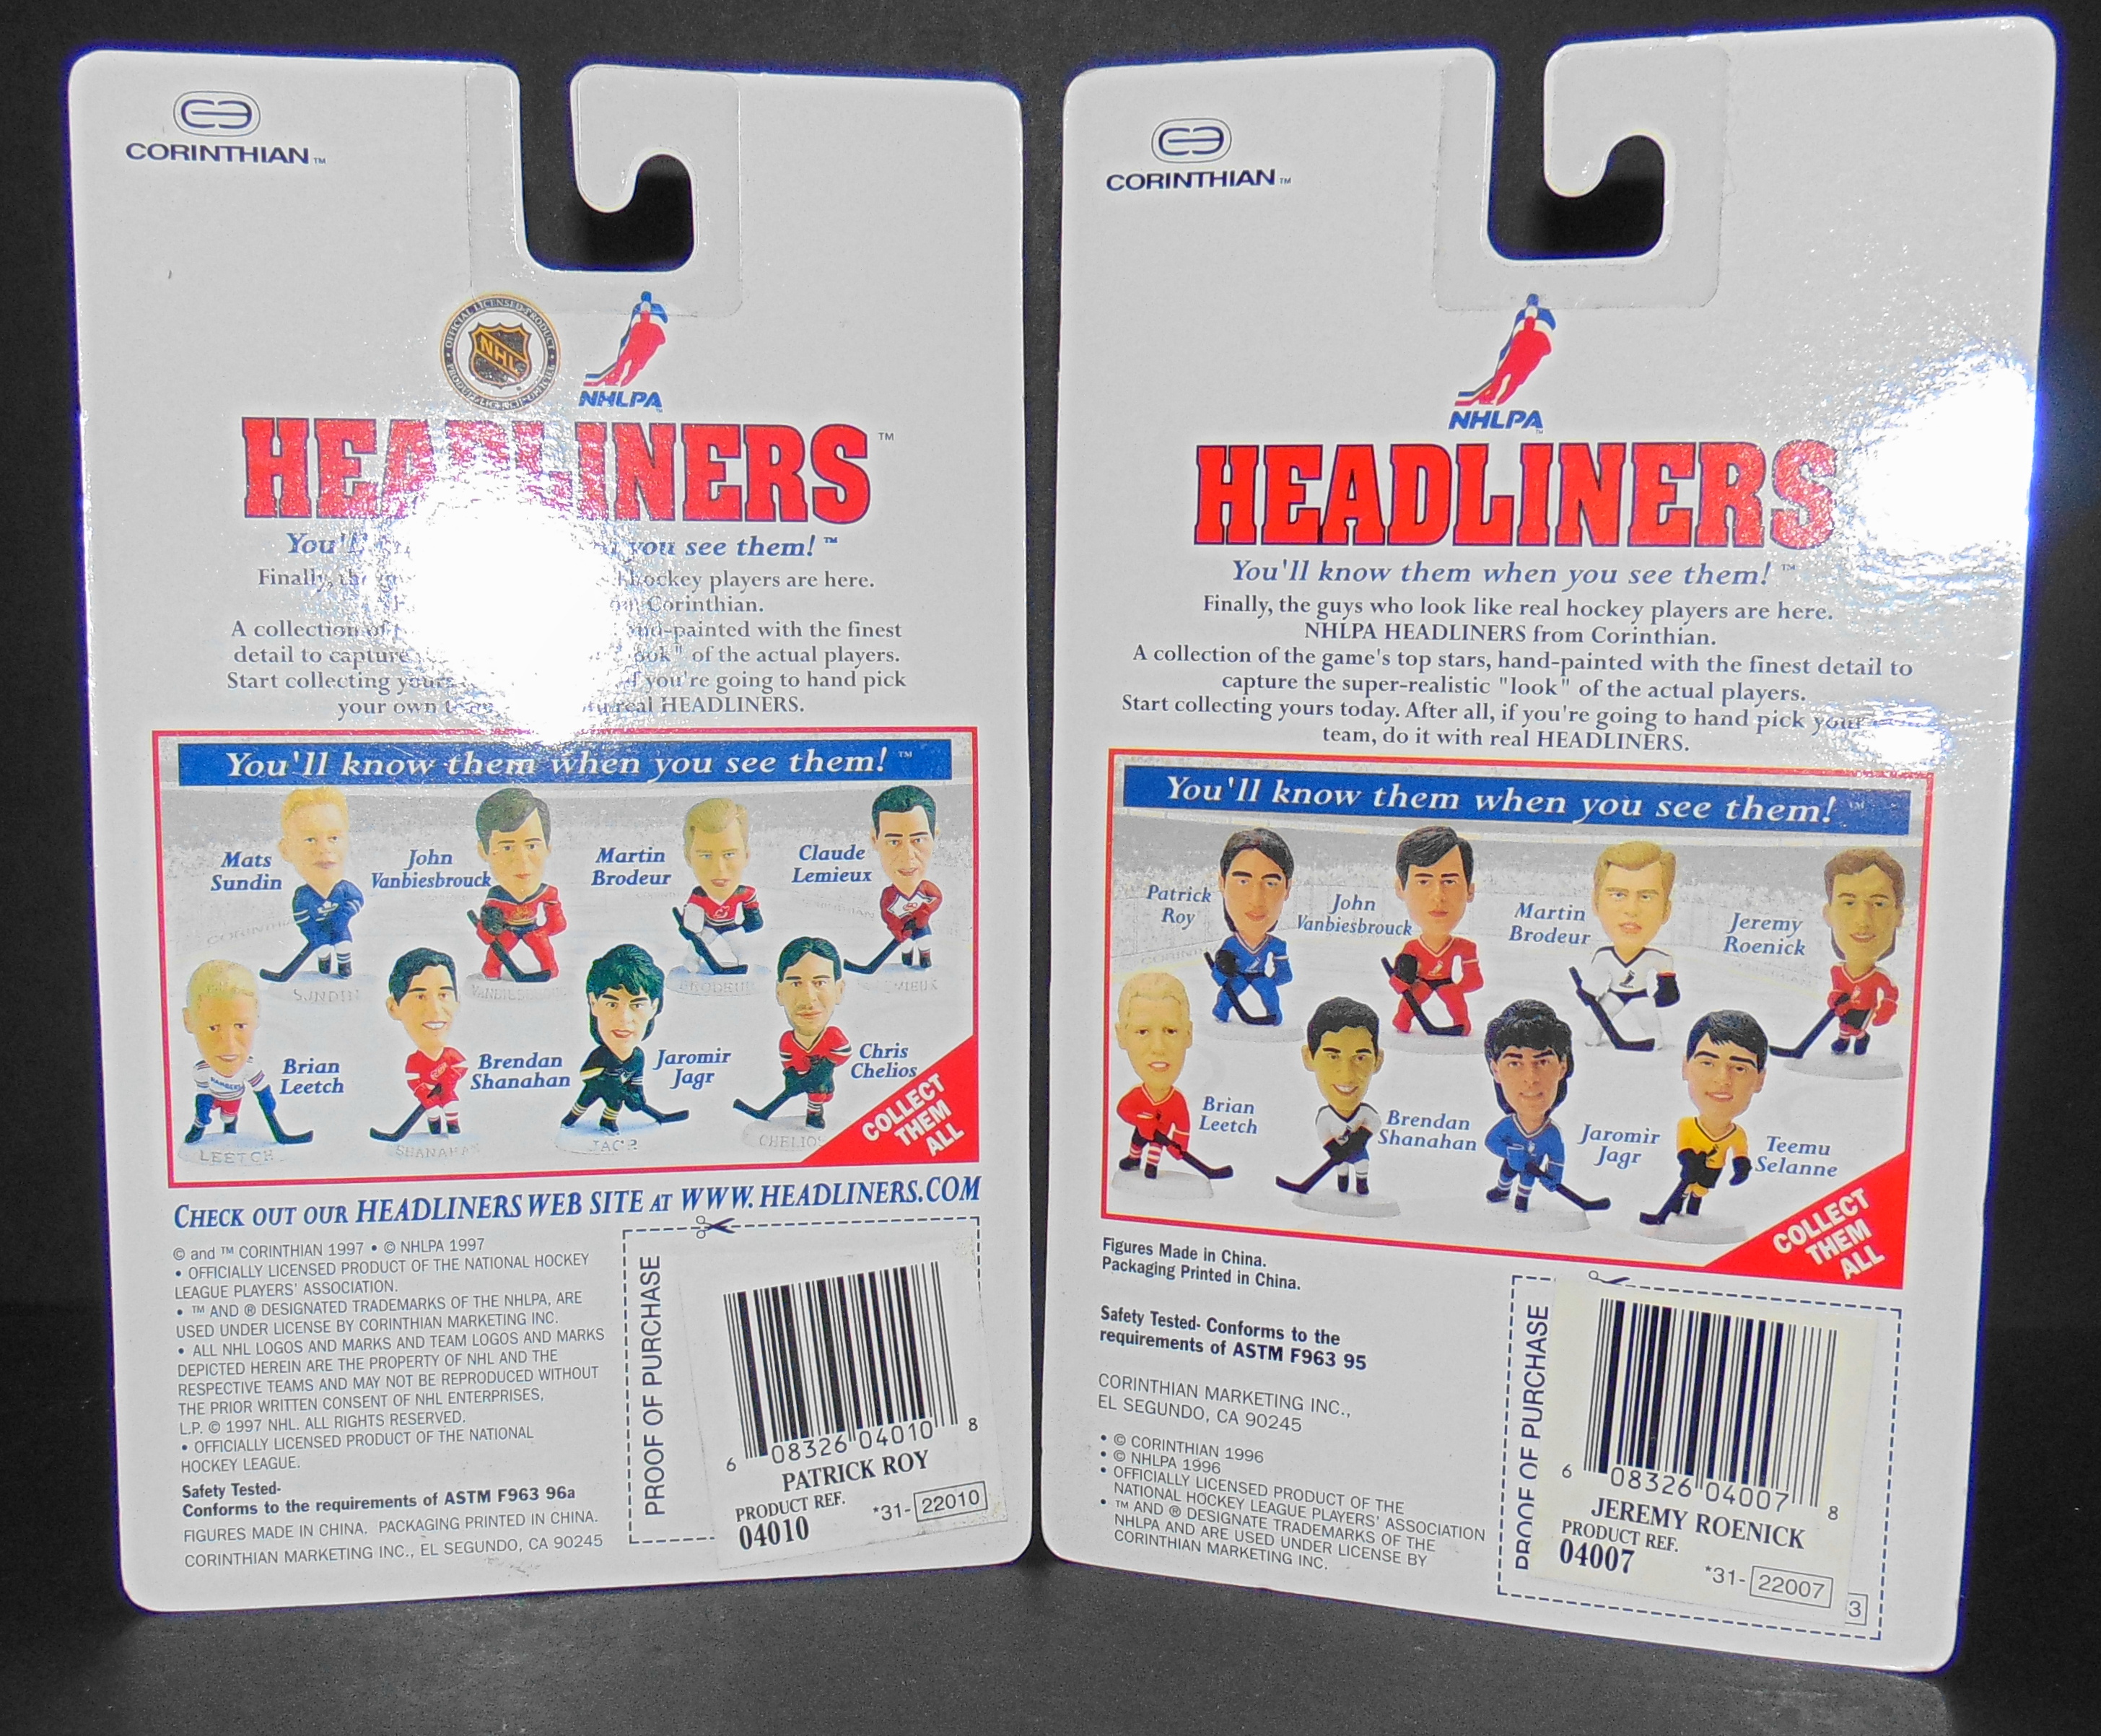 CORINTHIAN™
OFFICIAL LICENSED PRODUCT
NHL
NHLPA
HEADLINERS™
You'll you see them!™
Finally, hockey players are here.
Corinthian.
A collection of with the finest
detail to capture of the actual players.
Start collecting you're going to hand pick
your own real HEADLINERS.
You'll know them when you see them!™
Mats
Sundin
John
Vanbiesbrouck
Martin
Brodeur
Claude
Lemieux
SUNDIN
Brian
Leetch
Brendan
Shanahan
Jaromir
Jagr
Chris
Chelios
LEETCH
SHANAHAN
JAGR
CHELIOS
COLLECT
THEM
ALL
CHECK OUT OUR HEADLINERS WEB SITE AT WWW.HEADLINERS.COM
© and ™ CORINTHIAN 1997 • © NHLPA 1997
• OFFICIALLY LICENSED PRODUCT OF THE NATIONAL HOCKEY
LEAGUE PLAYERS' ASSOCIATION.
• ™ AND ® DESIGNATED TRADEMARKS OF THE NHLPA, ARE
USED UNDER LICENSE BY CORINTHIAN MARKETING INC.
• ALL NHL LOGOS AND MARKS AND TEAM LOGOS AND MARKS
DEPICTED HEREIN ARE THE PROPERTY OF NHL AND THE
RESPECTIVE TEAMS AND MAY NOT BE REPRODUCED WITHOUT
THE PRIOR WRITTEN CONSENT OF NHL ENTERPRISES,
L.P. © 1997 NHL. ALL RIGHTS RESERVED.
• OFFICIALLY LICENSED PRODUCT OF THE NATIONAL
HOCKEY LEAGUE.
Safety Tested-
Conforms to the requirements of ASTM F963 96a
FIGURES MADE IN CHINA. PACKAGING PRINTED IN CHINA.
CORINTHIAN MARKETING INC., EL SEGUNDO, CA 90245
PROOF OF PURCHASE
6 08326 04010 8
PATRICK ROY
PRODUCT REF.
04010
*31- 22010
CORINTHIAN™
NHLPA
HEADLINERS
You'll know them when you see them!™
Finally, the guys who look like real hockey players are here.
NHLPA HEADLINERS from Corinthian.
A collection of the game's top stars, hand-painted with the finest detail to
capture the super-realistic "look" of the actual players.
Start collecting yours today. After all, if you're going to hand pick your
team, do it with real HEADLINERS.
You'll know them when you see them!™
Patrick
Roy
John
Vanbiesbrouck
Martin
Brodeur
Jeremy
Roenick
Brian
Leetch
Brendan
Shanahan
Jaromir
Jagr
Teemu
Selanne
COLLECT
THEM
ALL
Figures Made in China.
Packaging Printed in China.
Safety Tested- Conforms to the
requirements of ASTM F963 95
CORINTHIAN MARKETING INC.,
EL SEGUNDO, CA 90245
• © CORINTHIAN 1996
• © NHLPA 1996
• OFFICIALLY LICENSED PRODUCT OF THE
NATIONAL HOCKEY LEAGUE PLAYERS' ASSOCIATION
• ™ AND ® DESIGNATE TRADEMARKS OF THE
NHLPA AND ARE USED UNDER LICENSE BY
CORINTHIAN MARKETING INC.
PROOF OF PURCHASE
6 08326 04007 8
JEREMY ROENICK
PRODUCT REF.
04007
*31- 22007
3